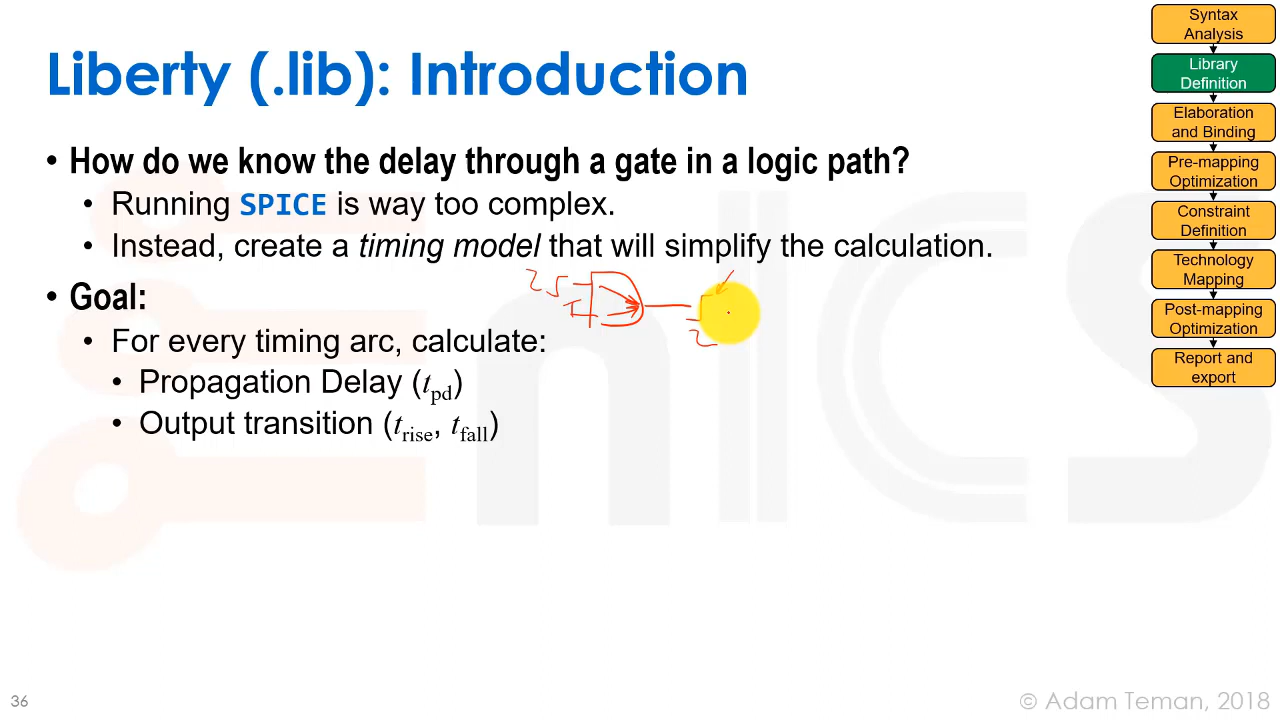 Liberty (.lib): Introduction
• How do we know the delay through a gate in a logic path?
• Running SPICE is way too complex.
• Instead, create a timing model that will simplify the calculation.
• Goal:
• For every timing arc, calculate:
• Propagation Delay (tpd)
• Output transition (trise, tfall)
Syntax
Analysis
Library
Definition
Elaboration
and Binding
Pre-mapping
Optimization
Constraint
Definition
Technology
Mapping
Post-mapping
Optimization
Report and
export
EnICS
36
© Adam Teman, 2018